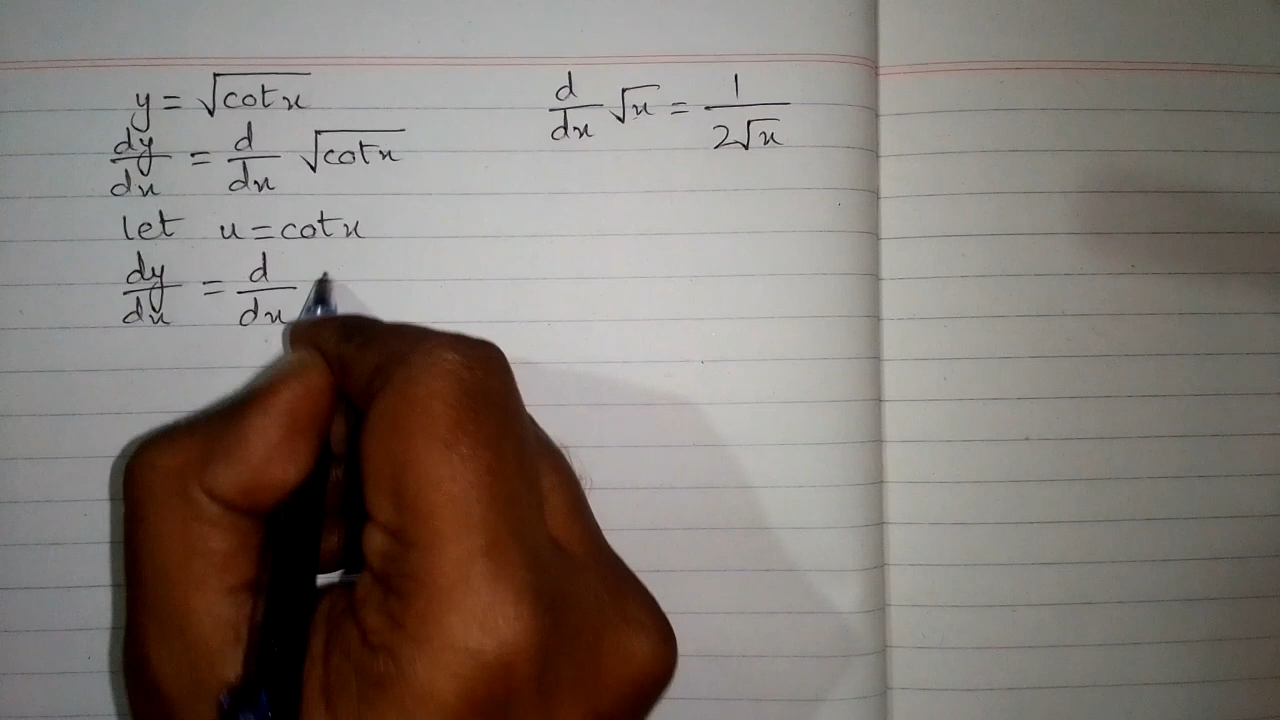 y = √cot x
dy/dx = d/dx √cot x
let u = cot x
dy/dx = d/dx
d/dx √x = 1/2√x